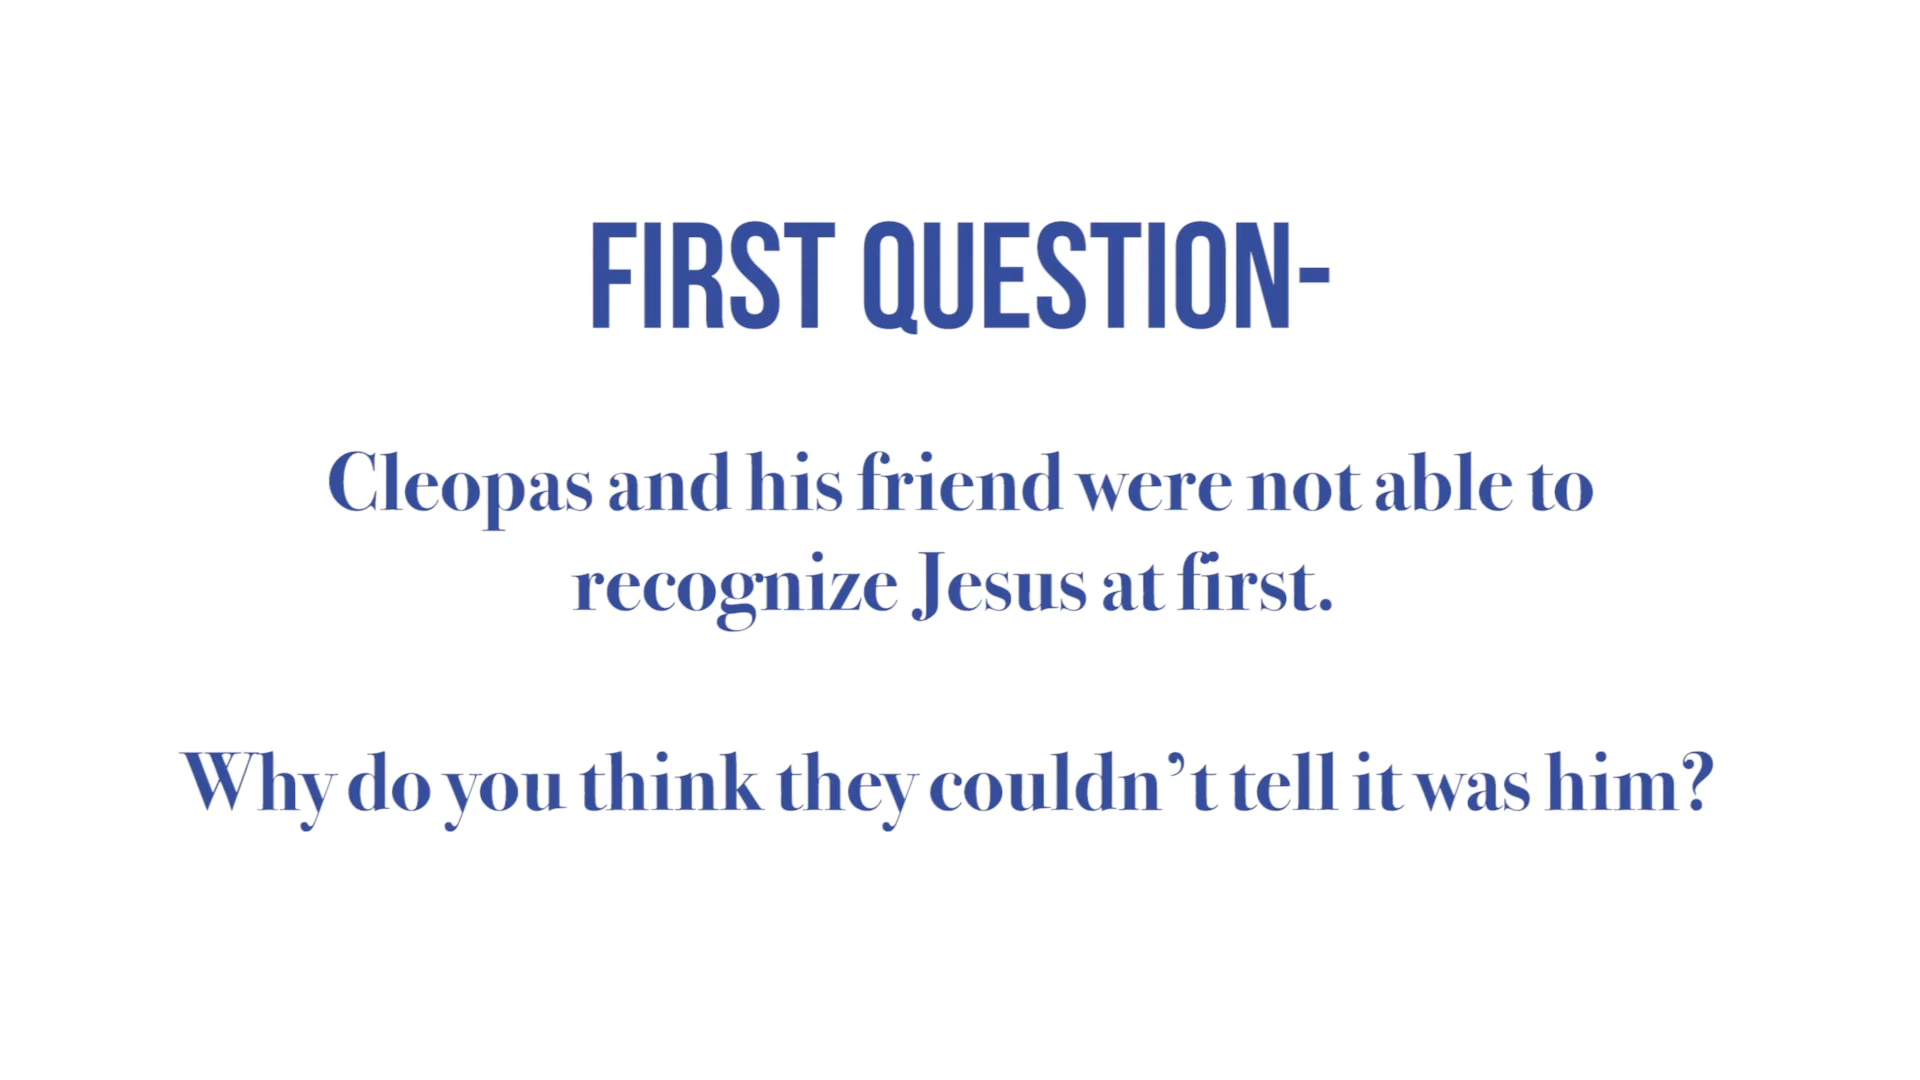 FIRST QUESTION-
Cleopas and his friend were not able to
recognize Jesus at first.
Why do you think they couldn’t tell it was him?